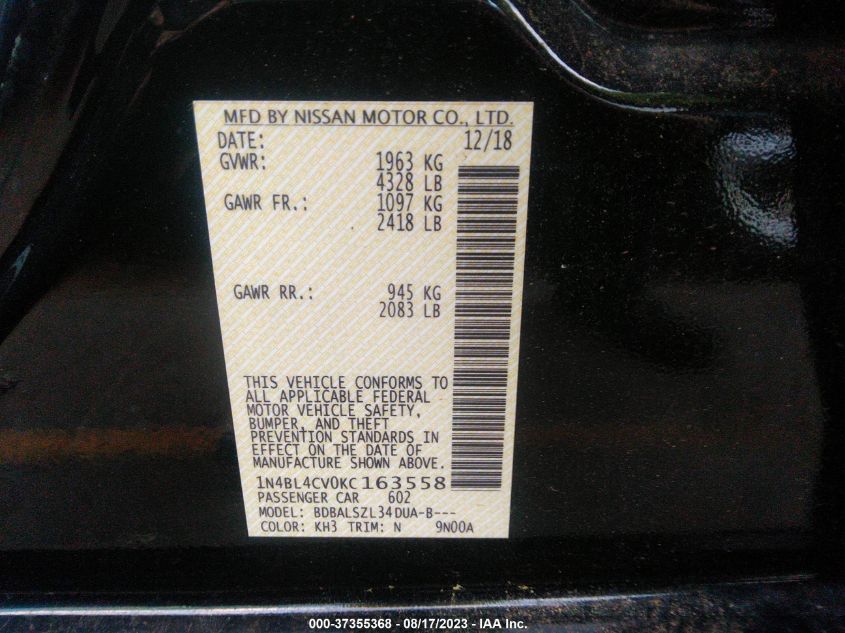 MFD BY NISSAN MOTOR CO., LTD.
DATE: 12/18
GVWR: 1963 KG
4328 LB
GAWR FR.: 1097 KG
2418 LB
GAWR RR.: 945 KG
2083 LB
THIS VEHICLE CONFORMS TO
ALL APPLICABLE FEDERAL
MOTOR VEHICLE SAFETY,
BUMPER, AND THEFT
PREVENTION STANDARDS IN
EFFECT ON THE DATE OF
MANUFACTURE SHOWN ABOVE.
1N4BL4CV0KC163558
PASSENGER CAR 602
MODEL: BDBALSZL34DUA-B---
COLOR: KH3 TRIM: N 9N00A
000-37355368 - 08/17/2023 - IAA Inc.